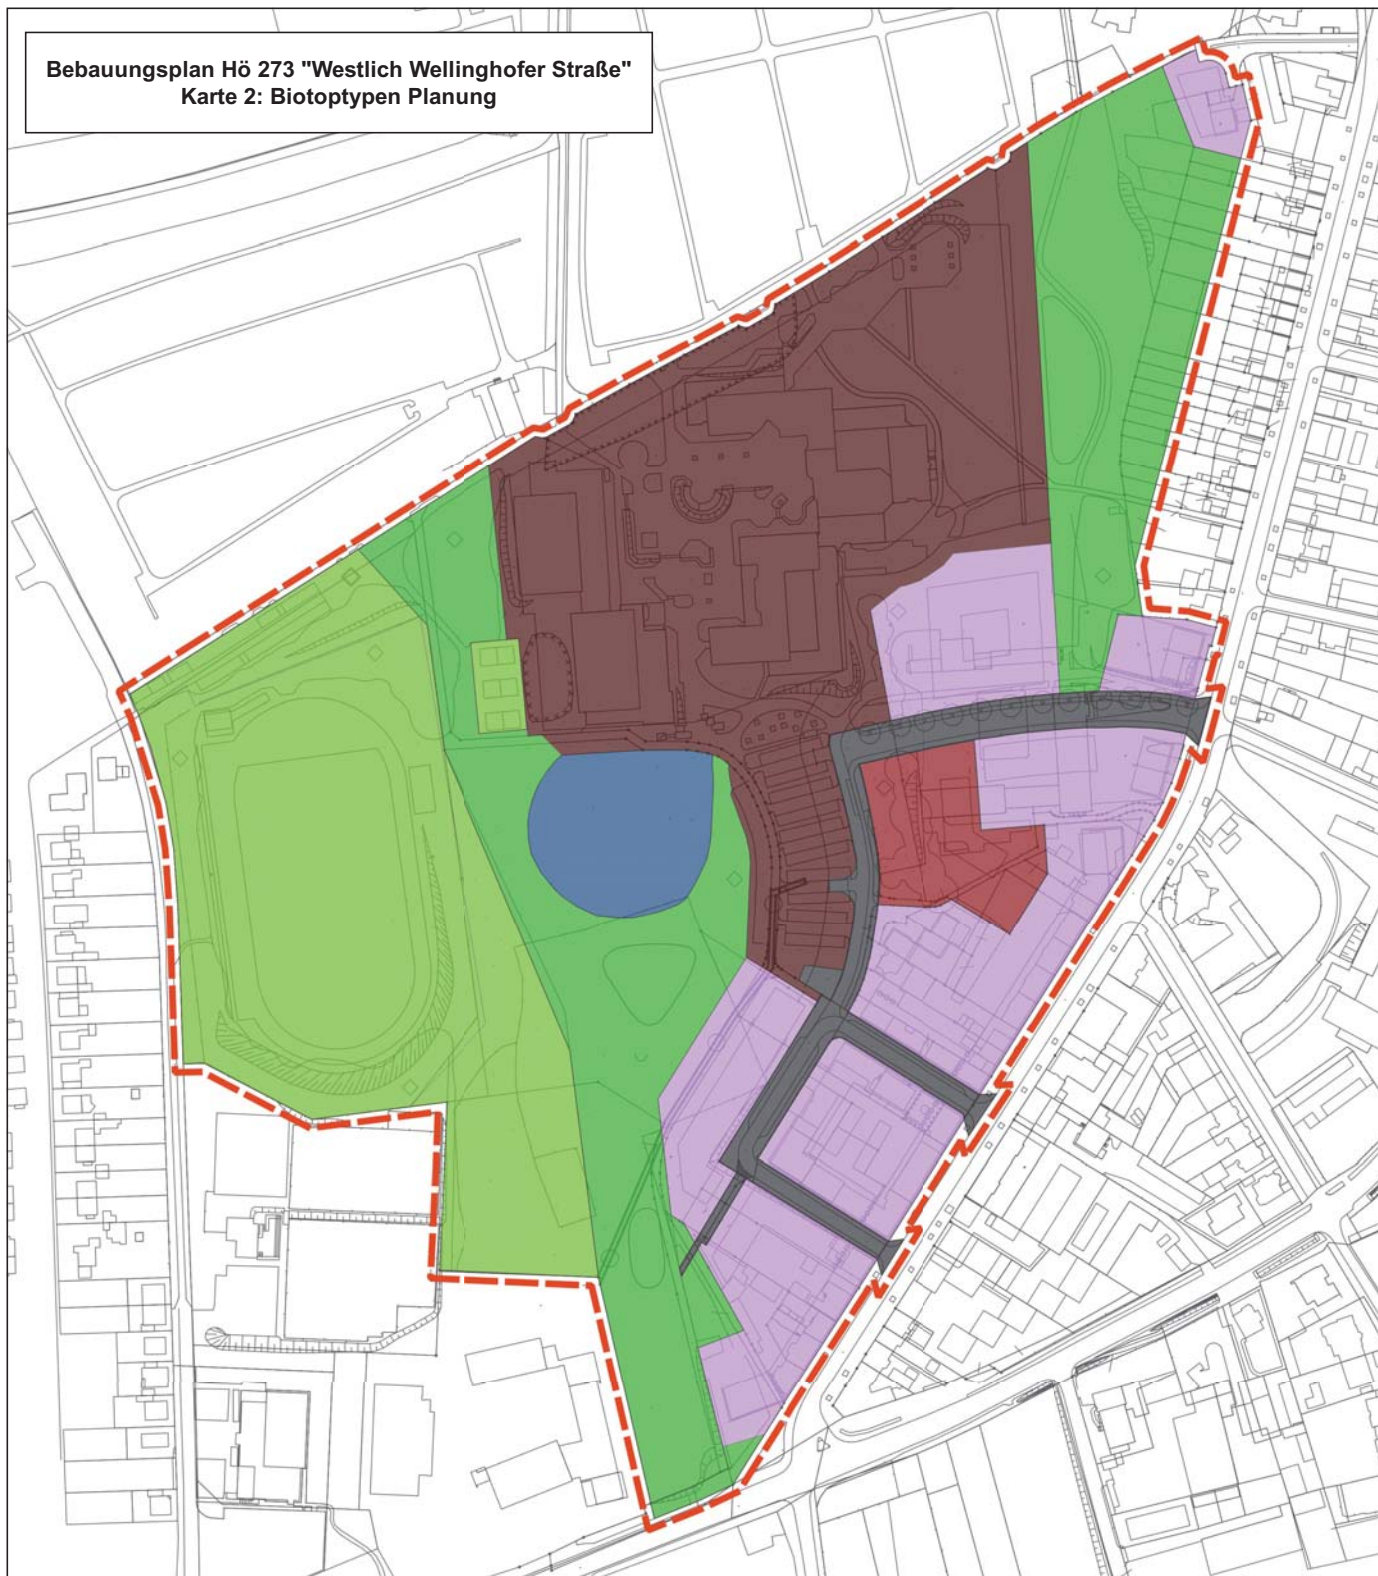 Bebauungsplan Hö 273 "Westlich Wellinghofer Straße"
Karte 2: Biotoptypen Planung